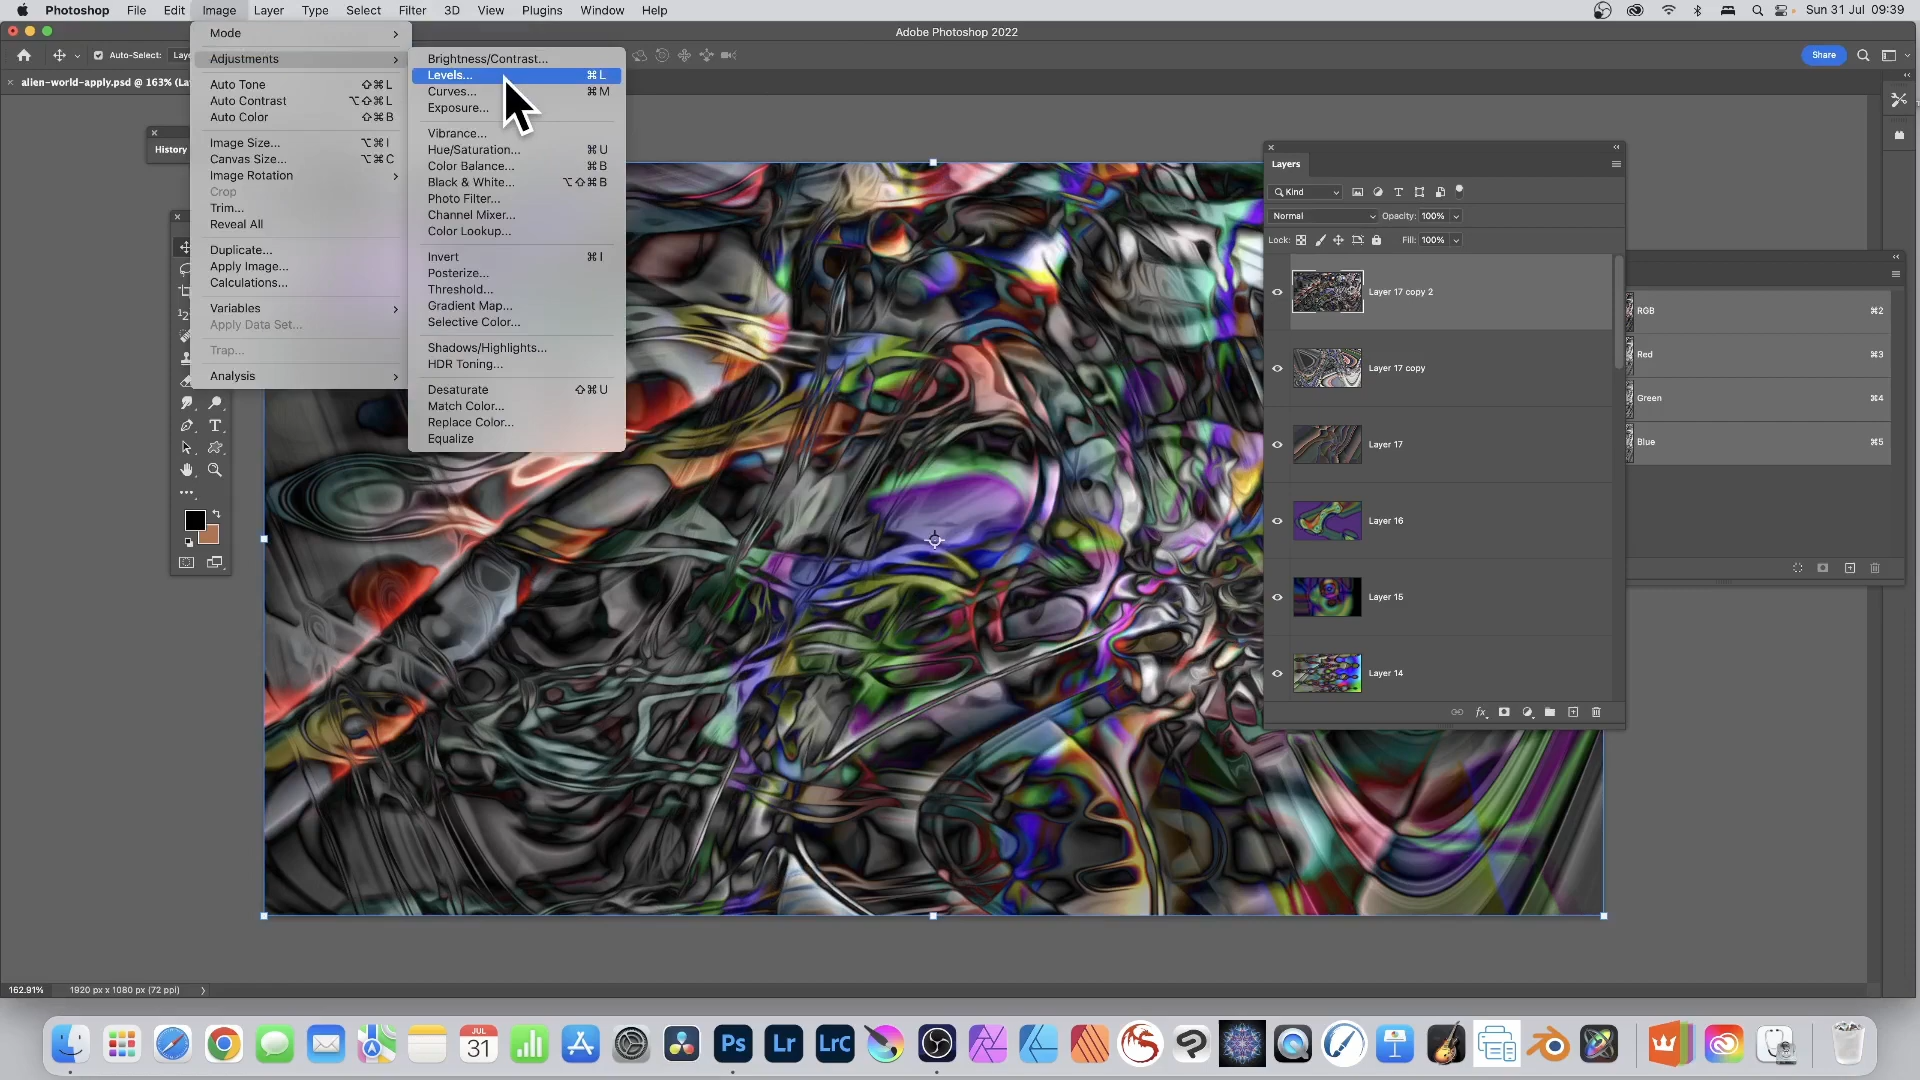 Photoshop File Edit Image Layer Type Select Filter 3D View Plugins Window Help
Sun 31 Jul 09:39
Adobe Photoshop 2022
Auto-Select:
Share
alien-world-apply.psd @ 163%
History
Mode
Adjustments
Auto Tone ⇧⌘L
Auto Contrast ⌥⇧⌘L
Auto Color ⇧⌘B
Image Size... ⌥⌘I
Canvas Size... ⌥⌘C
Image Rotation
Crop
Trim...
Reveal All
Duplicate...
Apply Image...
Calculations...
Variables
Apply Data Set...
Trap...
Analysis
Brightness/Contrast...
Levels... ⌘L
Curves... ⌘M
Exposure...
Vibrance...
Hue/Saturation... ⌘U
Color Balance... ⌘B
Black & White... ⌥⇧⌘B
Photo Filter...
Channel Mixer...
Color Lookup...
Invert ⌘I
Posterize...
Threshold...
Gradient Map...
Selective Color...
Shadows/Highlights...
HDR Toning...
Desaturate ⇧⌘U
Match Color...
Replace Color...
Equalize
Layers
Kind
Normal Opacity: 100%
Lock: Fill: 100%
Layer 17 copy 2
Layer 17 copy
Layer 17
Layer 16
Layer 15
Layer 14
RGB ⌘2
Red ⌘3
Green ⌘4
Blue ⌘5
162.91% 1920 px x 1080 px (72 ppi)
JUL
31
Ps
Lr
LrC